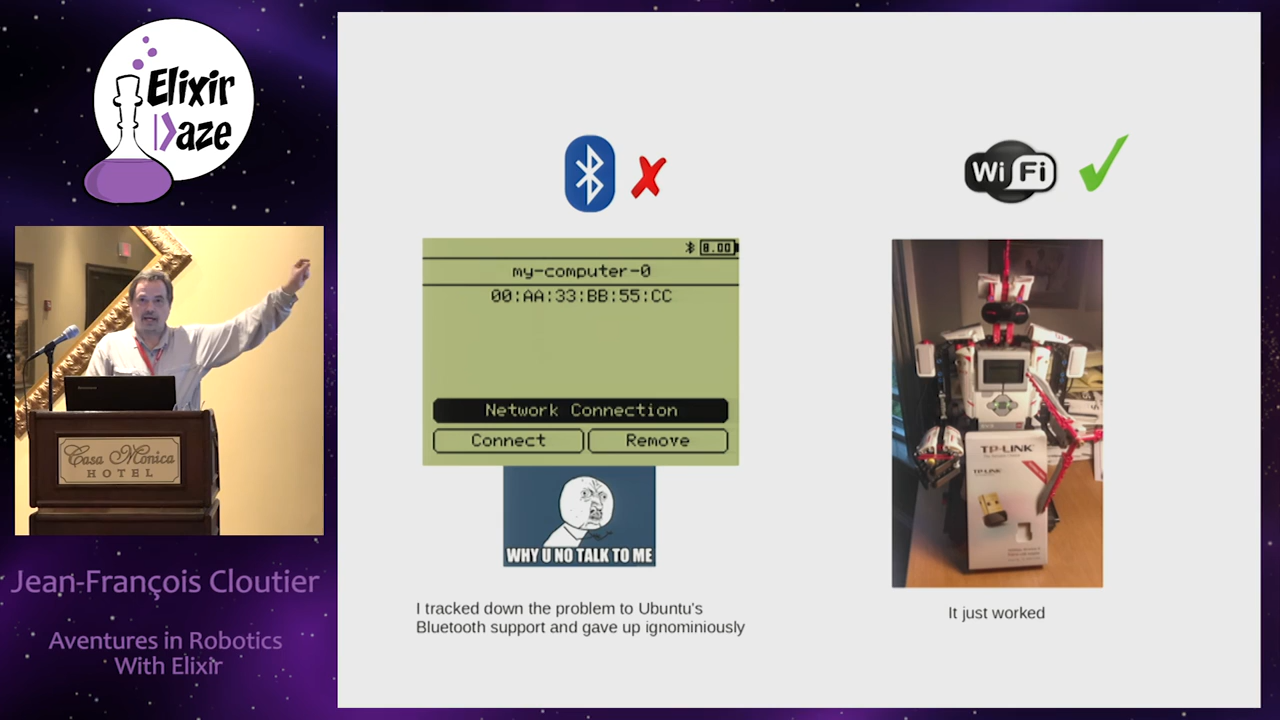 Elixir
Daze
Casa Monica
HOTEL
Jean-François Cloutier
Aventures in Robotics
With Elixir
Wi Fi
8.00
my-computer-0
00:AA:33:BB:55:CC
Network Connection
Connect
Remove
WHY U NO TALK TO ME
I tracked down the problem to Ubuntu's
Bluetooth support and gave up ignominiously
TP-LINK
TP-LINK
It just worked